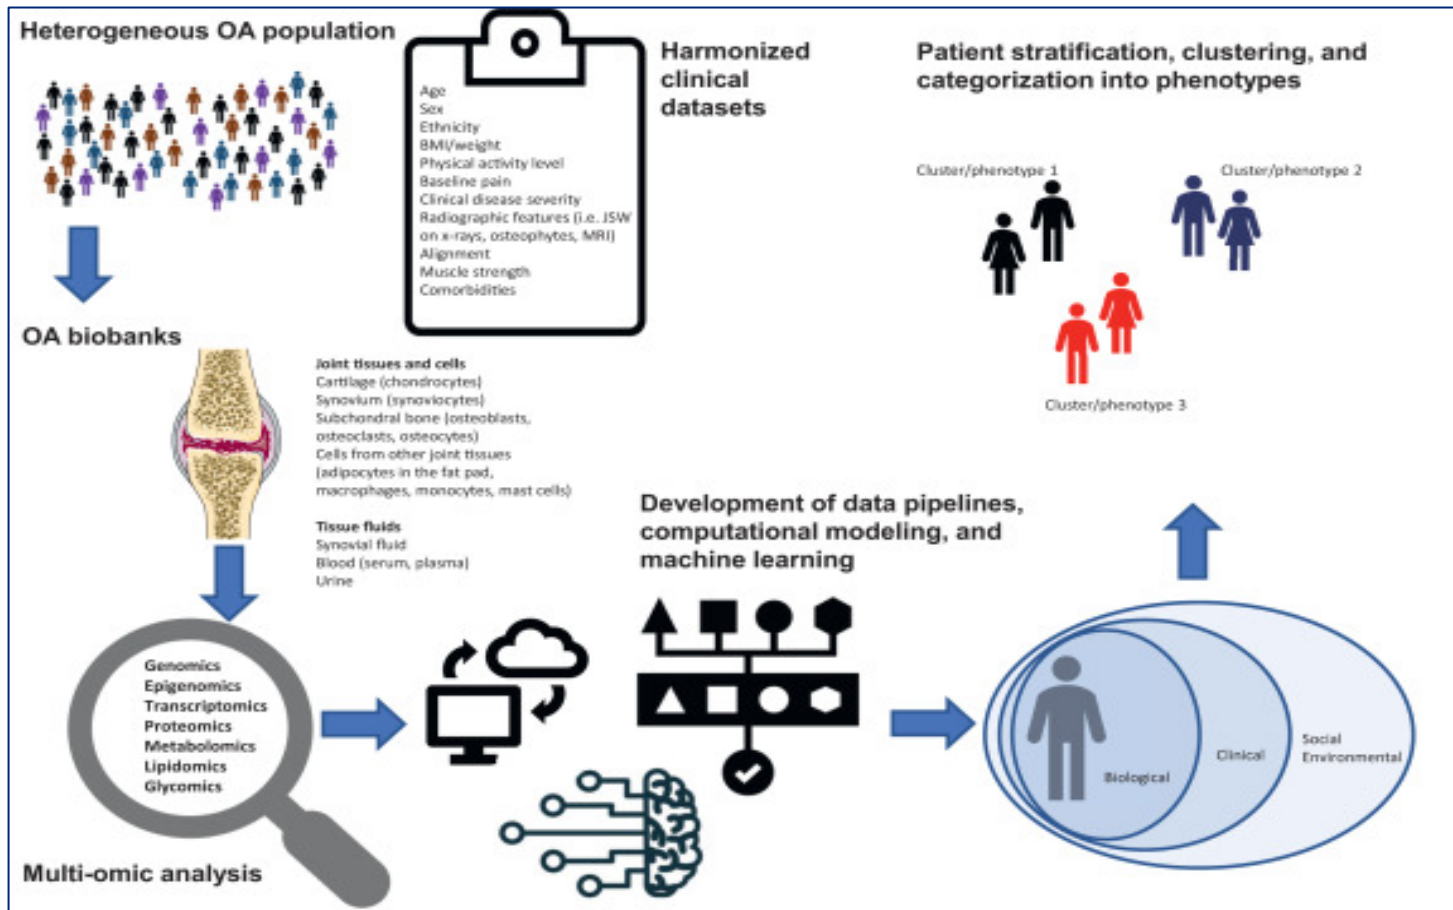 Heterogeneous OA population
Age
Sex
Ethnicity
BMI/weight
Physical activity level
Baseline pain
Clinical disease severity
Radiographic features (i.e. JSW
on x-rays, osteophytes, MRI)
Alignment
Muscle strength
Comorbidities
Harmonized
clinical
datasets
Patient stratification, clustering, and
categorization into phenotypes
Cluster/phenotype 1
Cluster/phenotype 2
Cluster/phenotype 3
OA biobanks
Joint tissues and cells
Cartilage (chondrocytes)
Synovium (synoviocytes)
Subchondral bone (osteoblasts,
osteoclasts, osteocytes)
Cells from other joint tissues
(adipocytes in the fat pad,
macrophages, monocytes, mast cells)
Tissue fluids
Synovial fluid
Blood (serum, plasma)
Urine
Genomics
Epigenomics
Transcriptomics
Proteomics
Metabolomics
Lipidomics
Glycomics
Multi-omic analysis
Development of data pipelines,
computational modeling, and
machine learning
Biological
Clinical
Social
Environmental